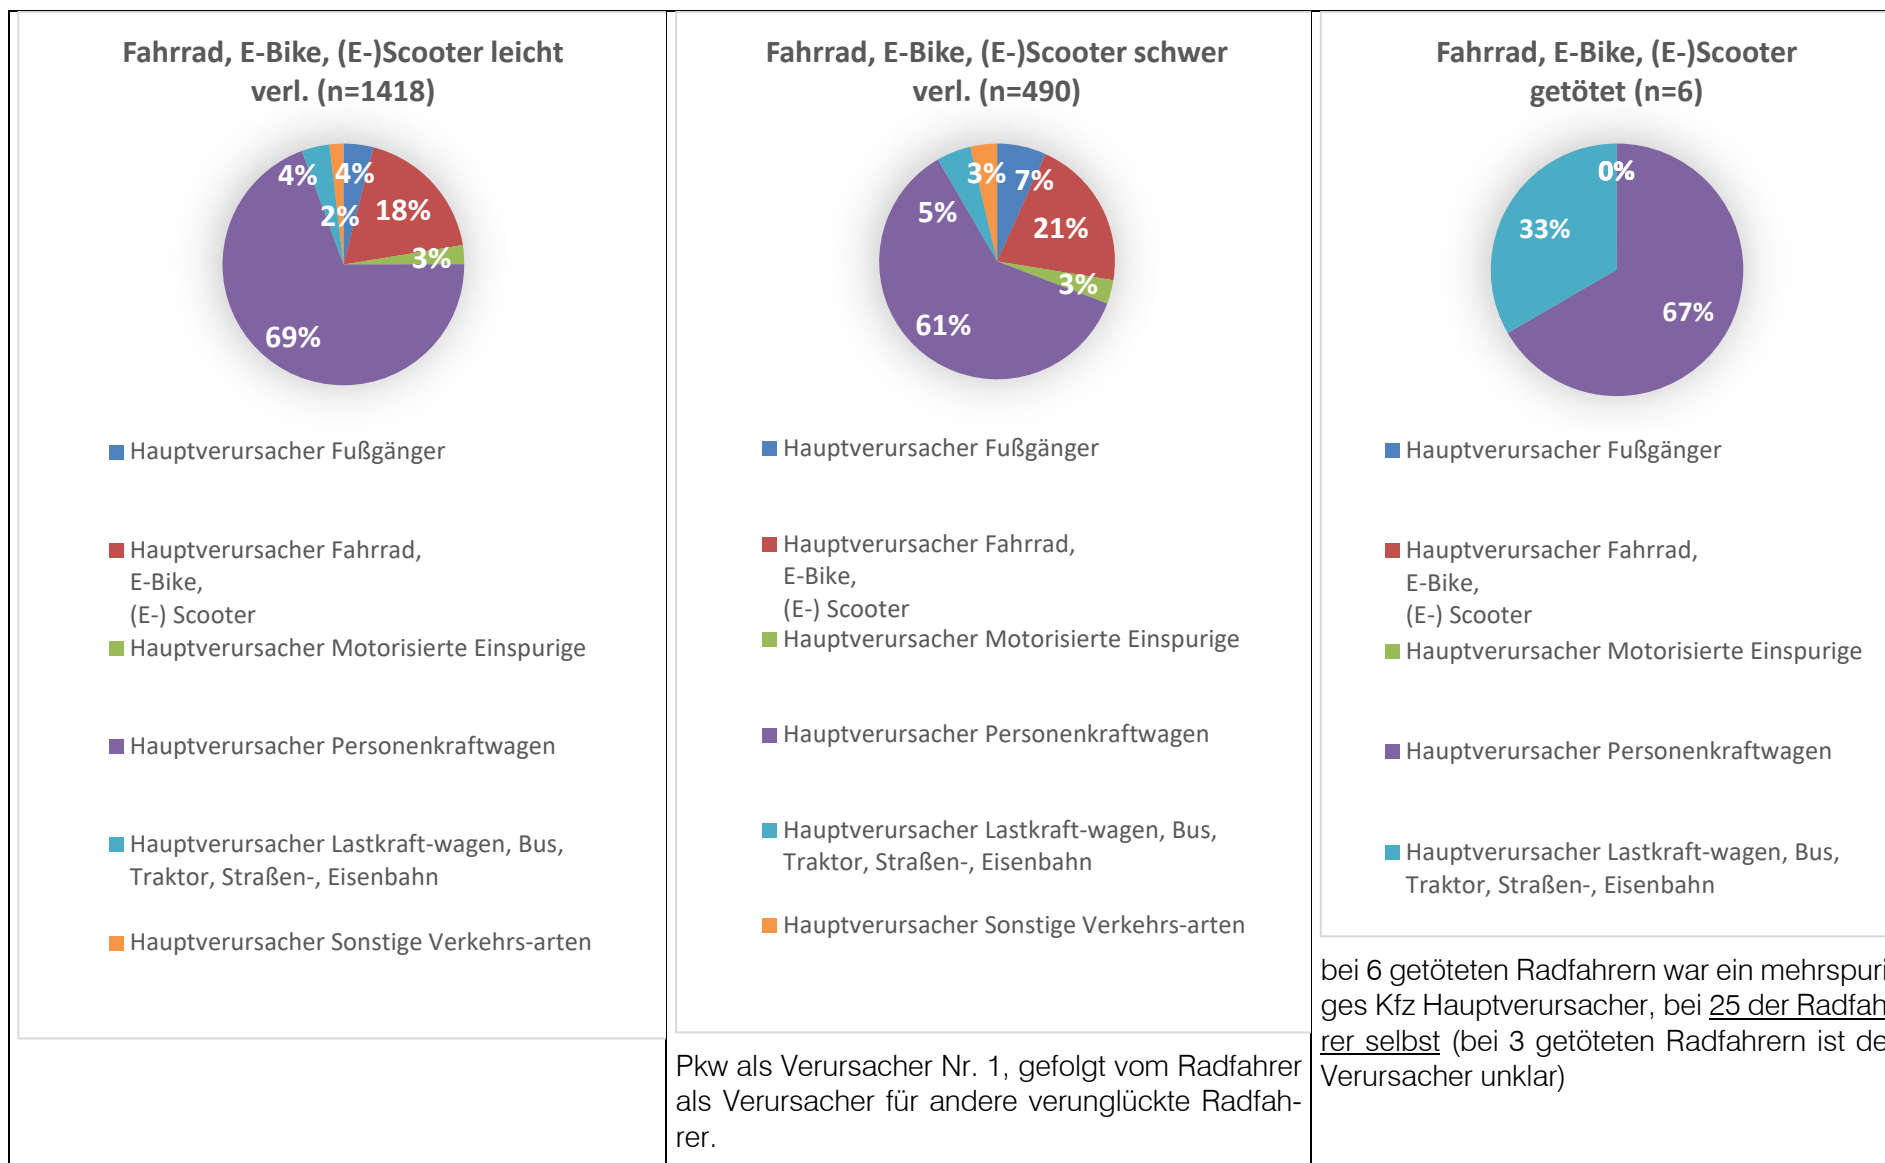 Fahrrad, E-Bike, (E-)Scooter leicht
verl. (n=1418)
4%
4%
2%
18%
3%
69%
Hauptverursacher Fußgänger
Hauptverursacher Fahrrad,
E-Bike,
(E-) Scooter
Hauptverursacher Motorisierte Einspurige
Hauptverursacher Personenkraftwagen
Hauptverursacher Lastkraft-wagen, Bus,
Traktor, Straßen-, Eisenbahn
Hauptverursacher Sonstige Verkehrs-arten
Fahrrad, E-Bike, (E-)Scooter schwer
verl. (n=490)
3%
7%
5%
21%
3%
61%
Hauptverursacher Fußgänger
Hauptverursacher Fahrrad,
E-Bike,
(E-) Scooter
Hauptverursacher Motorisierte Einspurige
Hauptverursacher Personenkraftwagen
Hauptverursacher Lastkraft-wagen, Bus,
Traktor, Straßen-, Eisenbahn
Hauptverursacher Sonstige Verkehrs-arten
Pkw als Verursacher Nr. 1, gefolgt vom Radfahrer
als Verursacher für andere verunglückte Radfah-
rer.
Fahrrad, E-Bike, (E-)Scooter
getötet (n=6)
0%
33%
67%
Hauptverursacher Fußgänger
Hauptverursacher Fahrrad,
E-Bike,
(E-) Scooter
Hauptverursacher Motorisierte Einspurige
Hauptverursacher Personenkraftwagen
Hauptverursacher Lastkraft-wagen, Bus,
Traktor, Straßen-, Eisenbahn
bei 6 getöteten Radfahrern war ein mehrspuri
ges Kfz Hauptverursacher, bei 25 der Radfah
rer selbst (bei 3 getöteten Radfahrern ist de
Verursacher unklar)